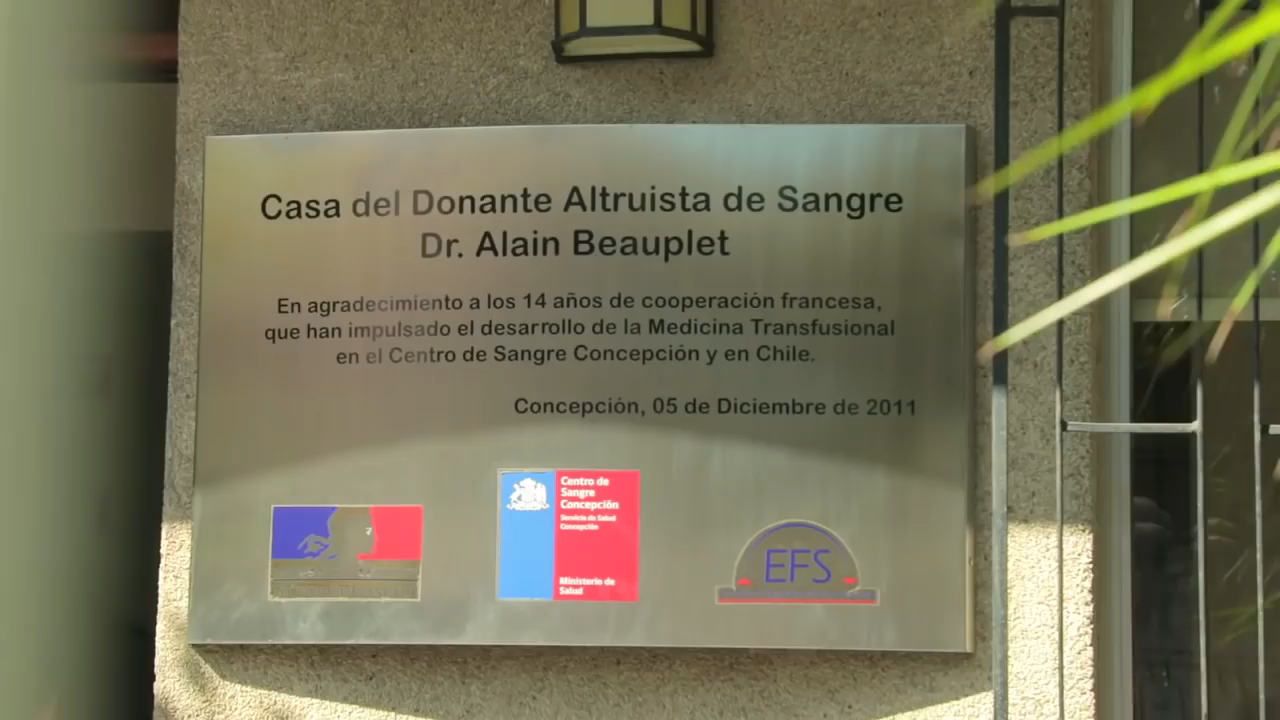 Casa del Donante Altruista de Sangre
Dr. Alain Beauplet
En agradecimiento a los 14 años de cooperación francesa,
que han impulsado el desarrollo de la Medicina Transfusional
en el Centro de Sangre Concepción y en Chile.
Concepción, 05 de Diciembre de 2011
Centro de
Sangre
Concepción
Servicio de Salud
Concepción
Ministerio de
Salud
EFS